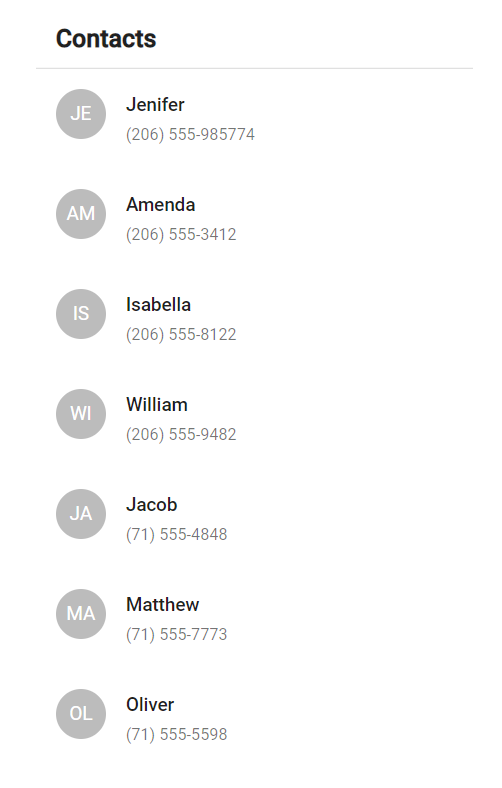 Contacts
JE
Jenifer
(206) 555-985774
AM
Amenda
(206) 555-3412
IS
Isabella
(206) 555-8122
WI
William
(206) 555-9482
JA
Jacob
(71) 555-4848
MA
Matthew
(71) 555-7773
OL
Oliver
(71) 555-5598